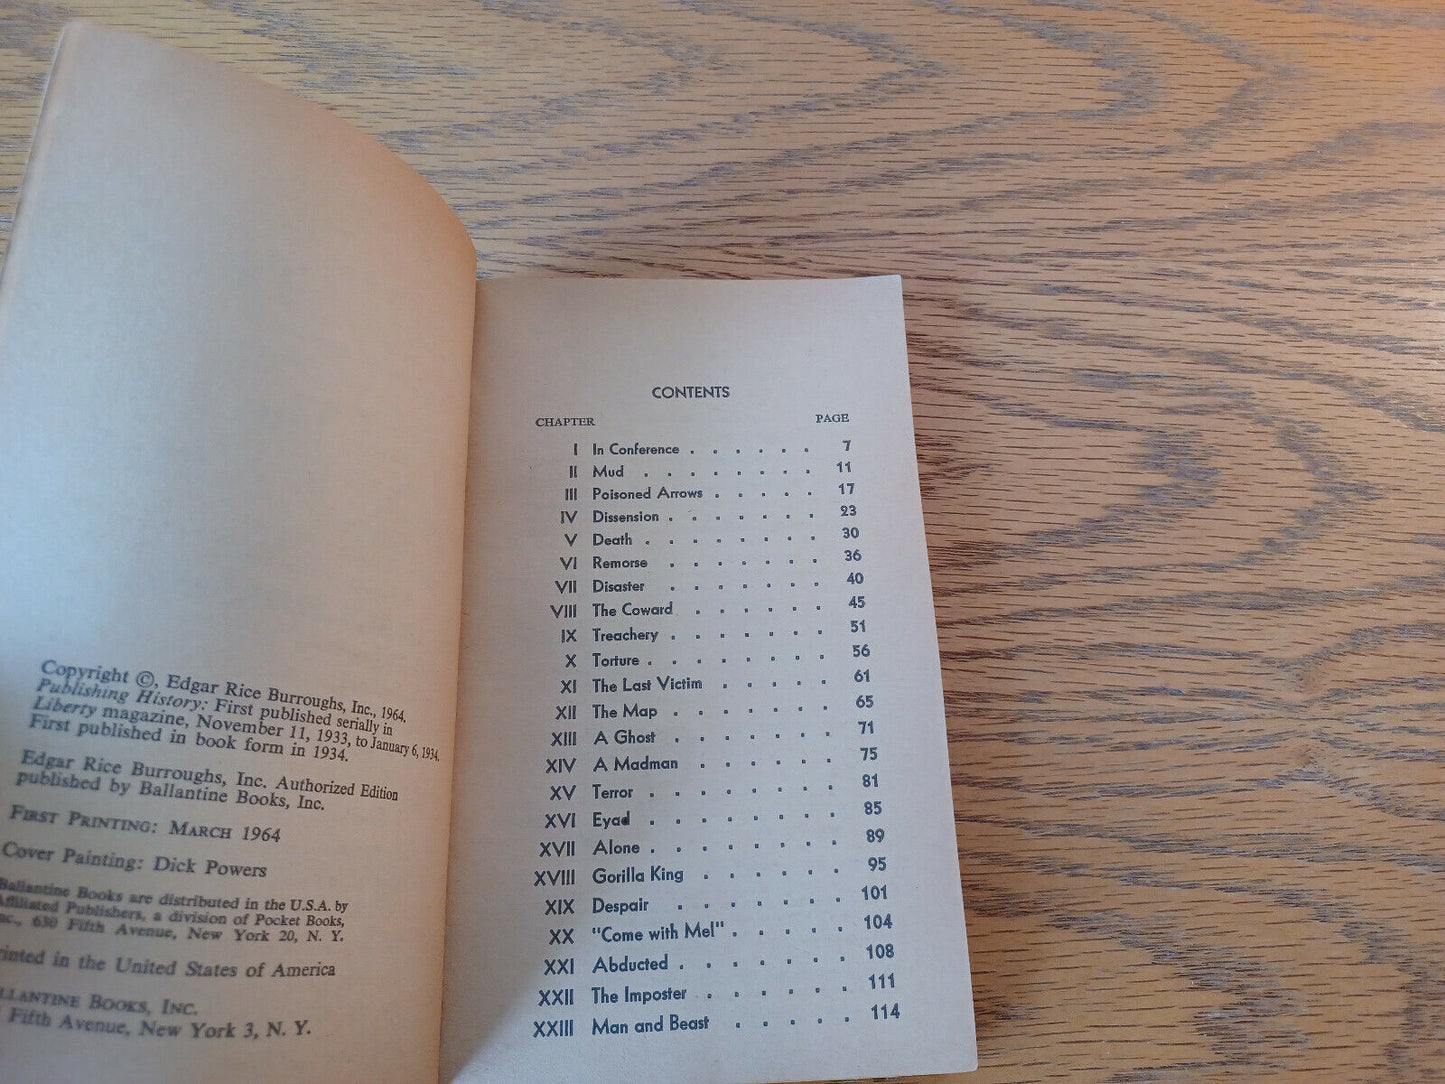 Copyright ©, Edgar Rice Burroughs, Inc., 1964.
Publishing History: First published serially in
Liberty magazine, November 11, 1933, to January 6, 1934.
First published in book form in 1934.
Edgar Rice Burroughs, Inc. Authorized Edition
published by Ballantine Books, Inc.
FIRST PRINTING: MARCH 1964
Cover Painting: Dick Powers
Ballantine Books are distributed in the U.S.A. by
Affiliated Publishers, a division of Pocket Books,
nc., 630 Fifth Avenue, New York 20, N. Y.
rinted in the United States of America
ALLANTINE BOOKS, INC.
Fifth Avenue, New York 3, N. Y.
CONTENTS
CHAPTER PAGE
I In Conference . . . . . . 7
II Mud . . . . . . . . 11
III Poisoned Arrows . . . . . 17
IV Dissension . . . . . . . 23
V Death . . . . . . . . 30
VI Remorse . . . . . . . 36
VII Disaster . . . . . . . 40
VIII The Coward . . . . . . 45
IX Treachery . . . . . . . 51
X Torture . . . . . . . . 56
XI The Last Victim . . . . . 61
XII The Map . . . . . . . 65
XIII A Ghost . . . . . . . 71
XIV A Madman . . . . . . 75
XV Terror . . . . . . . . 81
XVI Eyad . . . . . . . . 85
XVII Alone . . . . . . . . 89
XVIII Gorilla King . . . . . . 95
XIX Despair . . . . . . . 101
XX "Come with Me!" . . . . . 104
XXI Abducted . . . . . . . 108
XXII The Imposter . . . . . . 111
XXIII Man and Beast . . . . . 114